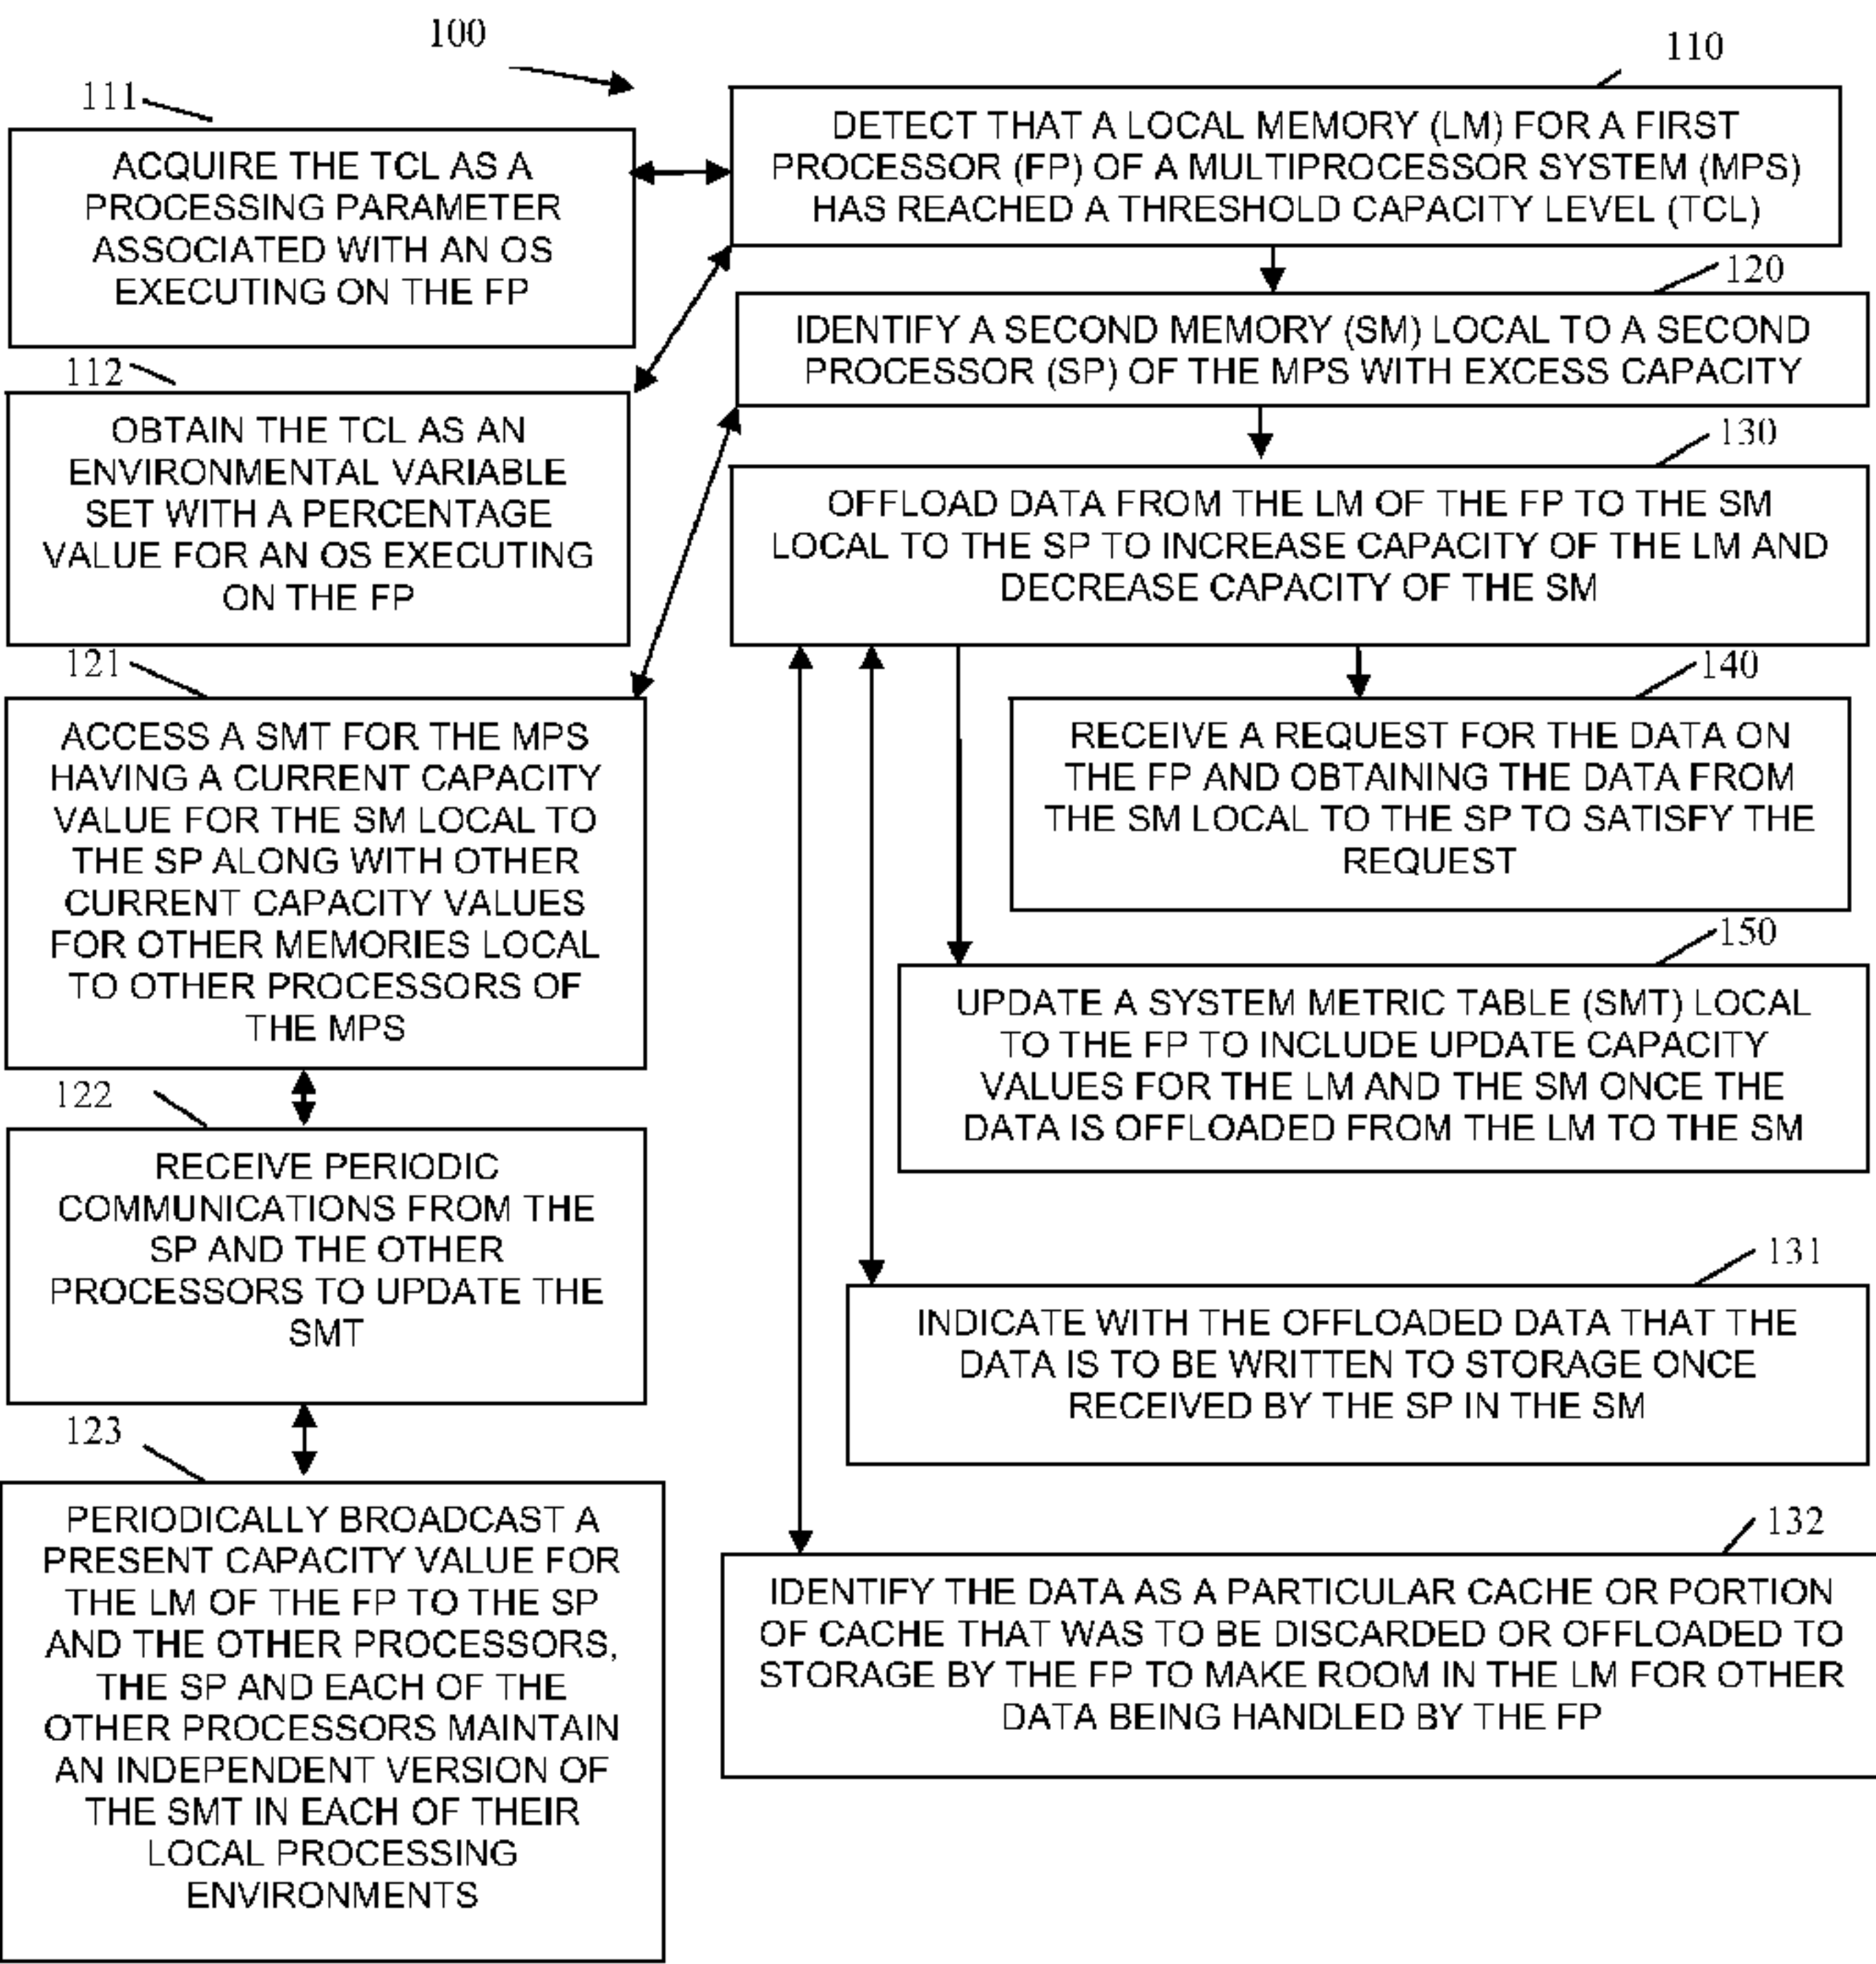 100
110
DETECT THAT A LOCAL MEMORY (LM) FOR A FIRST
PROCESSOR (FP) OF A MULTIPROCESSOR SYSTEM (MPS)
HAS REACHED A THRESHOLD CAPACITY LEVEL (TCL)
111
ACQUIRE THE TCL AS A
PROCESSING PARAMETER
ASSOCIATED WITH AN OS
EXECUTING ON THE FP
112
OBTAIN THE TCL AS AN
ENVIRONMENTAL VARIABLE
SET WITH A PERCENTAGE
VALUE FOR AN OS EXECUTING
ON THE FP
120
IDENTIFY A SECOND MEMORY (SM) LOCAL TO A SECOND
PROCESSOR (SP) OF THE MPS WITH EXCESS CAPACITY
121
ACCESS A SMT FOR THE MPS
HAVING A CURRENT CAPACITY
VALUE FOR THE SM LOCAL TO
THE SP ALONG WITH OTHER
CURRENT CAPACITY VALUES
FOR OTHER MEMORIES LOCAL
TO OTHER PROCESSORS OF
THE MPS
122
RECEIVE PERIODIC
COMMUNICATIONS FROM THE
SP AND THE OTHER
PROCESSORS TO UPDATE THE
SMT
123
PERIODICALLY BROADCAST A
PRESENT CAPACITY VALUE FOR
THE LM OF THE FP TO THE SP
AND THE OTHER PROCESSORS,
THE SP AND EACH OF THE
OTHER PROCESSORS MAINTAIN
AN INDEPENDENT VERSION OF
THE SMT IN EACH OF THEIR
LOCAL PROCESSING
ENVIRONMENTS
130
OFFLOAD DATA FROM THE LM OF THE FP TO THE SM
LOCAL TO THE SP TO INCREASE CAPACITY OF THE LM AND
DECREASE CAPACITY OF THE SM
140
RECEIVE A REQUEST FOR THE DATA ON
THE FP AND OBTAINING THE DATA FROM
THE SM LOCAL TO THE SP TO SATISFY THE
REQUEST
150
UPDATE A SYSTEM METRIC TABLE (SMT) LOCAL
TO THE FP TO INCLUDE UPDATE CAPACITY
VALUES FOR THE LM AND THE SM ONCE THE
DATA IS OFFLOADED FROM THE LM TO THE SM
131
INDICATE WITH THE OFFLOADED DATA THAT THE
DATA IS TO BE WRITTEN TO STORAGE ONCE
RECEIVED BY THE SP IN THE SM
132
IDENTIFY THE DATA AS A PARTICULAR CACHE OR PORTION
OF CACHE THAT WAS TO BE DISCARDED OR OFFLOADED TO
STORAGE BY THE FP TO MAKE ROOM IN THE LM FOR OTHER
DATA BEING HANDLED BY THE FP